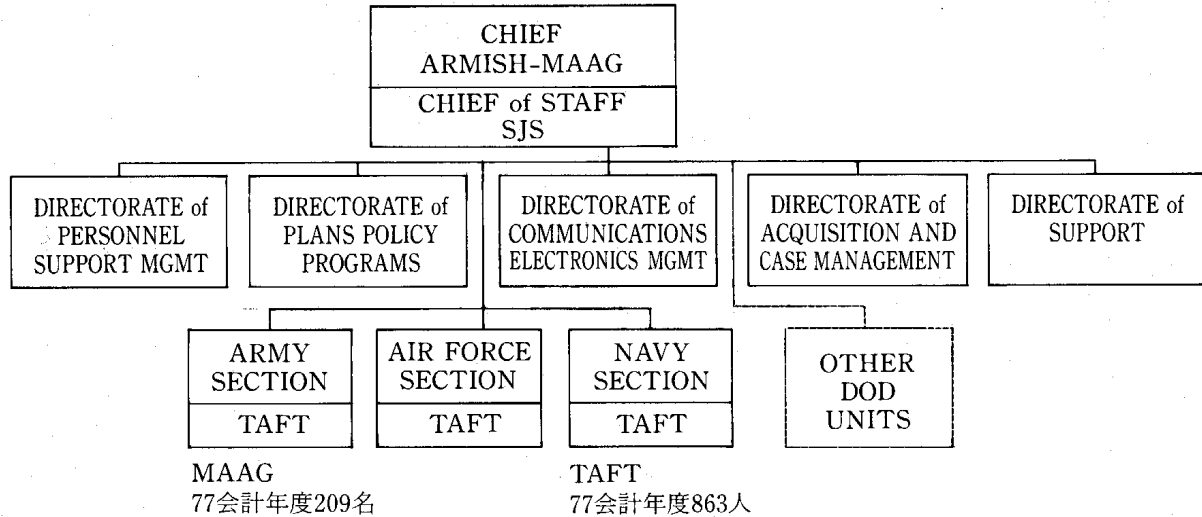 CHIEF
ARMISH-MAAG
CHIEF of STAFF
SJS
DIRECTORATE of
PERSONNEL
SUPPORT MGMT
DIRECTORATE of
PLANS POLICY
PROGRAMS
DIRECTORATE of
COMMUNICATIONS
ELECTRONICS MGMT
DIRECTORATE of
ACQUISITION AND
CASE MANAGEMENT
DIRECTORATE of
SUPPORT
ARMY
SECTION
TAFT
AIR FORCE
SECTION
TAFT
NAVY
SECTION
TAFT
OTHER
DOD
UNITS
MAAG
77会計年度209名
TAFT
77会計年度863人